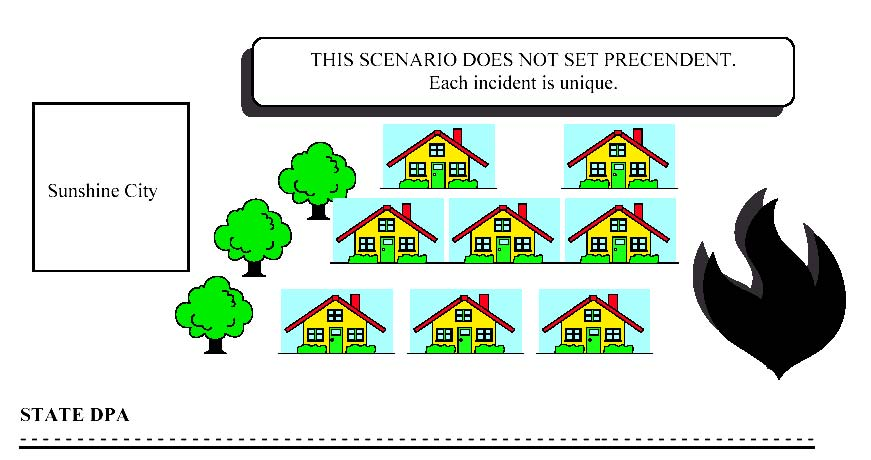 THIS SCENARIO DOES NOT SET PRECENDENT.
Each incident is unique.
Sunshine City
STATE DPA